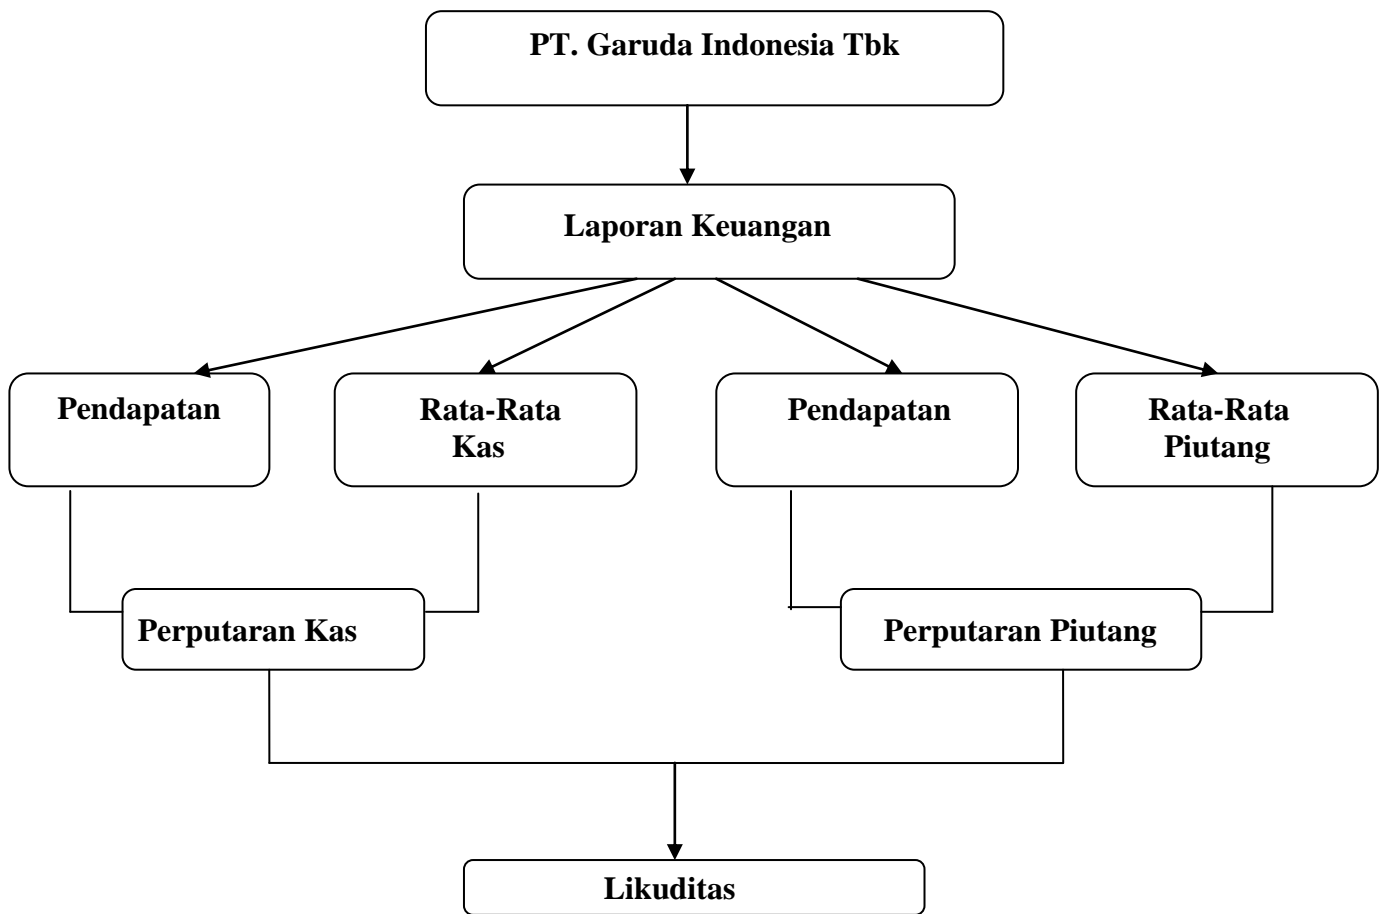 PT. Garuda Indonesia Tbk
Laporan Keuangan
Pendapatan
Rata-Rata
Kas
Pendapatan
Rata-Rata
Piutang
Perputaran Kas
Perputaran Piutang
Likuditas